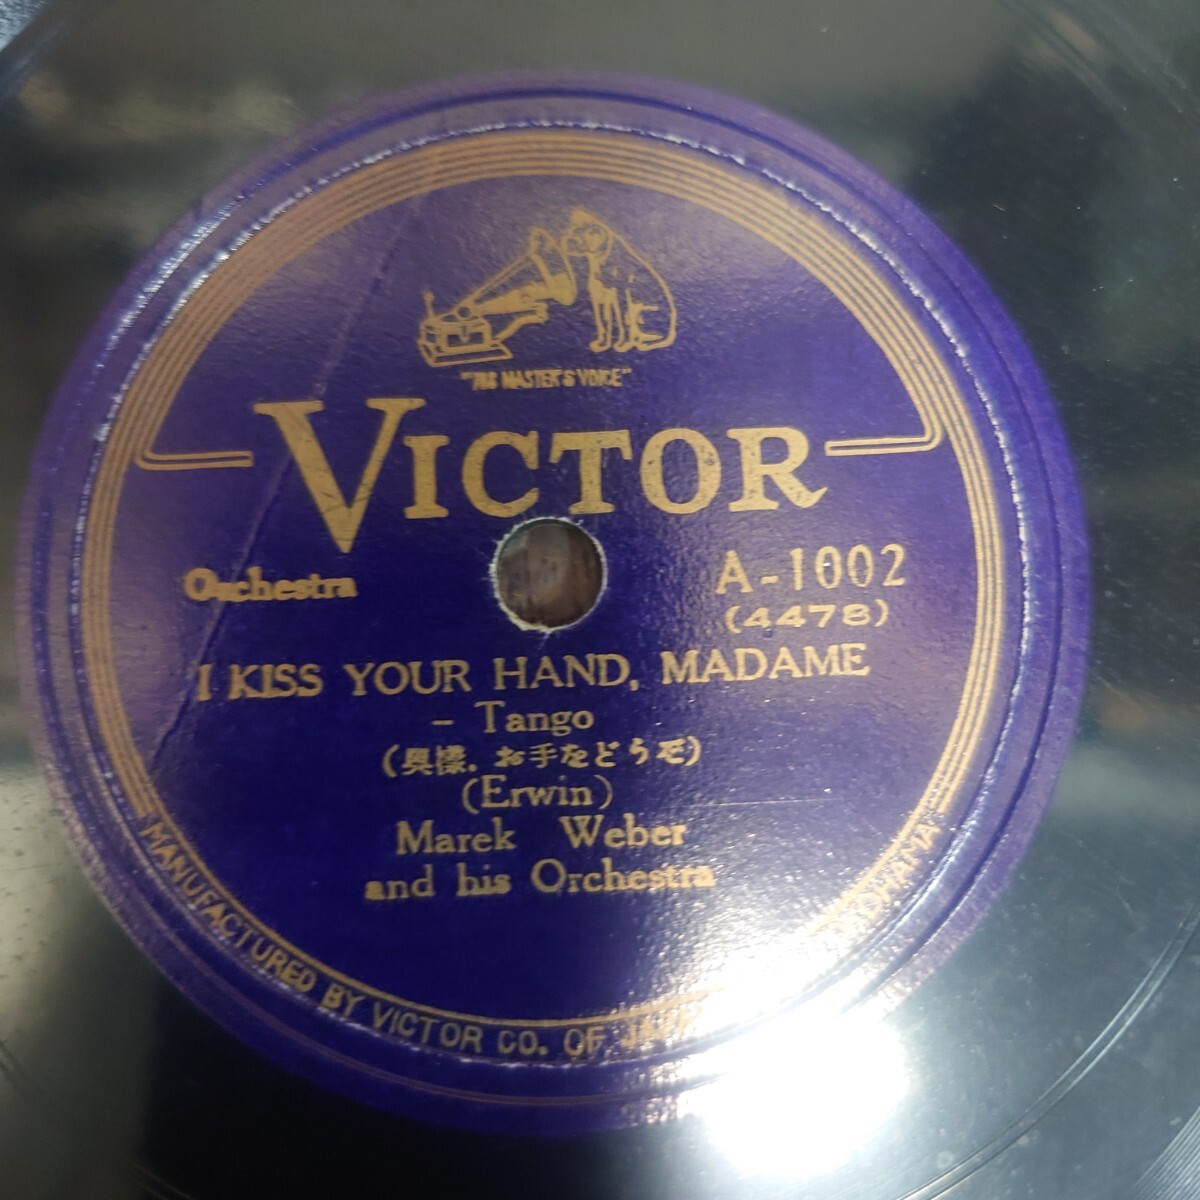 "HIS MASTER'S VOICE"
VICTOR
Orchestra
A-1002
(4478)
I KISS YOUR HAND, MADAME
- Tango
(奥様．お手をどうぞ)
(Erwin)
Marek Weber
and his Orchestra
MANUFACTURED BY VICTOR CO. OF